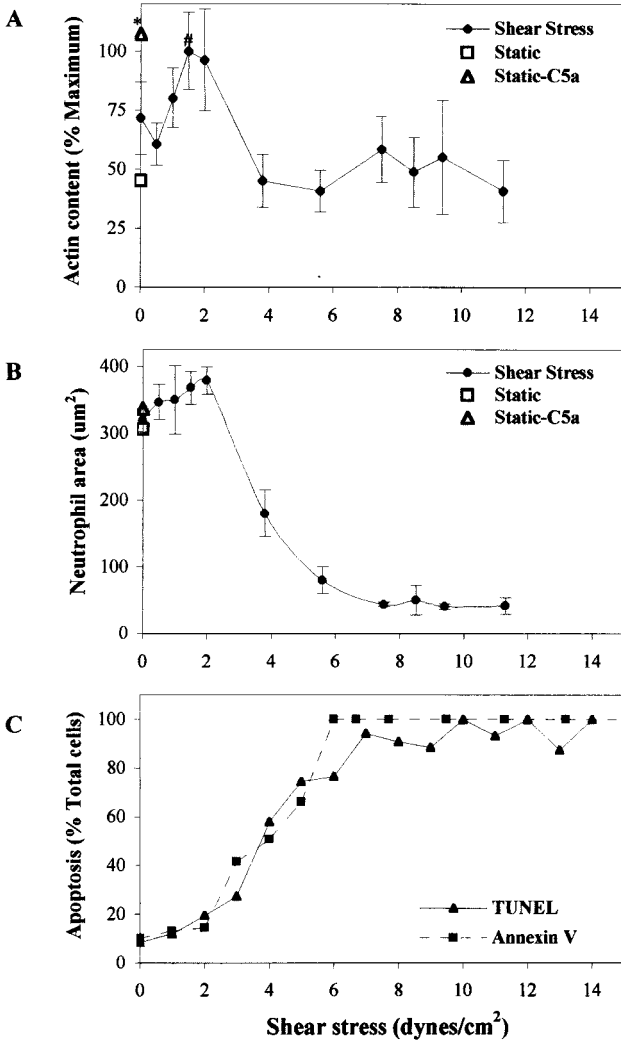 A
Actin content (% Maximum)
100
75
50
25
0
*
#
Shear Stress
Static
Static-C5a
0 2 4 6 8 10 12 14
B
Neutrophil area (um²)
400
300
200
100
0
Shear Stress
Static
Static-C5a
0 2 4 6 8 10 12 14
C
Apoptosis (% Total cells)
100
80
60
40
20
0
TUNEL
Annexin V
0 2 4 6 8 10 12 14
Shear stress (dynes/cm²)